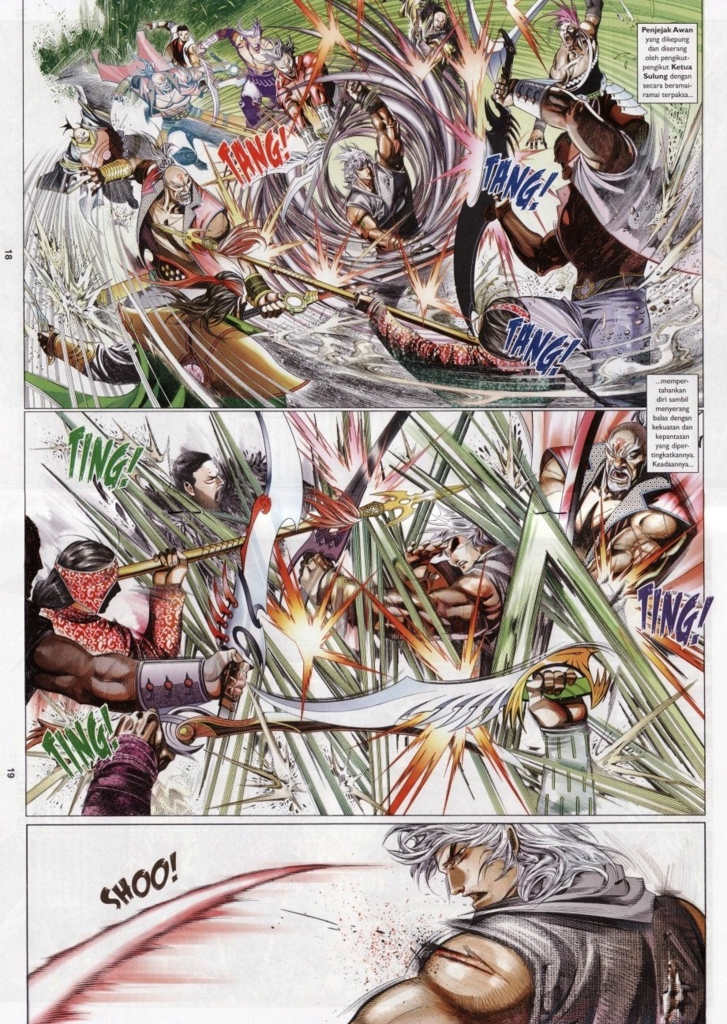 Penjejak Awan
yang dikepung
dan diserang
oleh pengikut-
pengikut Ketua
Sulung dengan
secara beramai-
ramai terpaksa...
TANG!
TANG!
TANG!
18
...memper-
tahankan
diri sambil
menyerang
balas dengan
kekuatan dan
kepantasan
yang diper-
tingkatkannya.
Keadaannya...
TING!
TING!
TING!
19
SHOO!